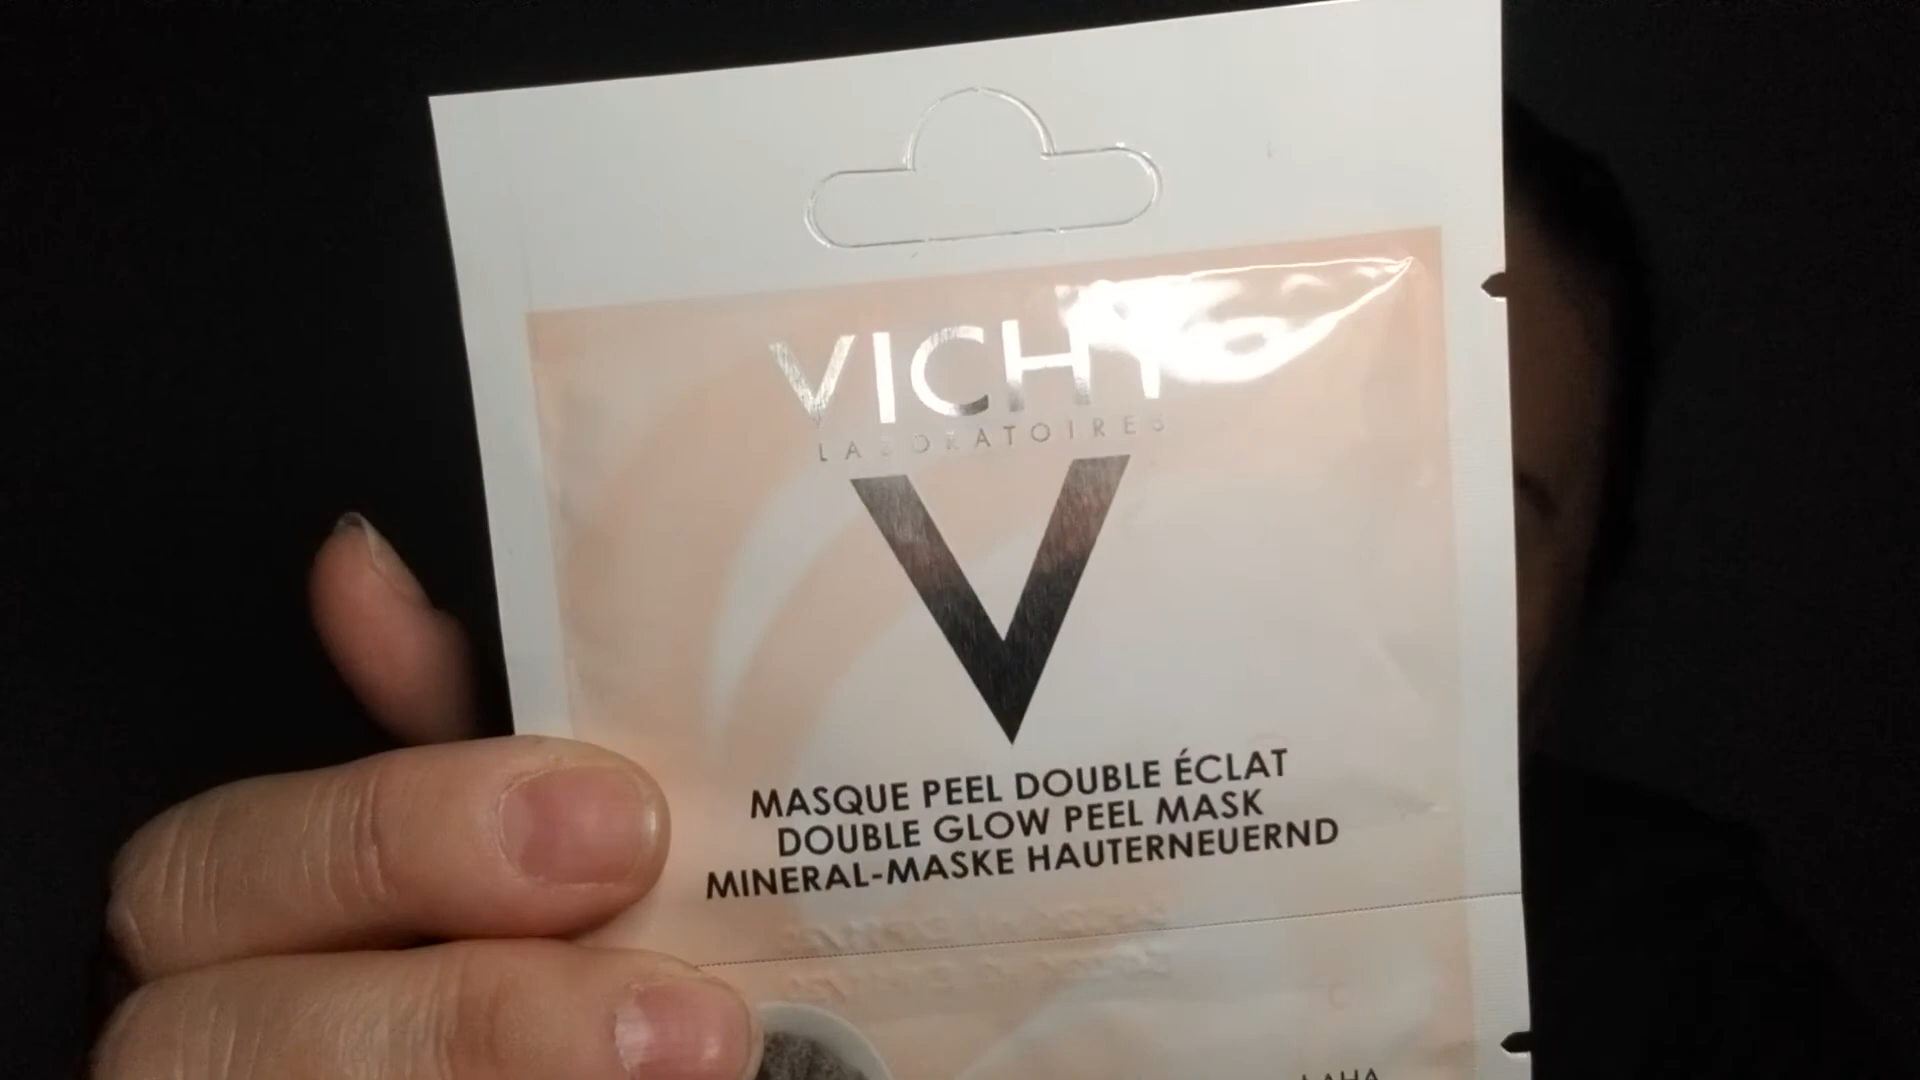 VICHY
LABORATOIRES
MASQUE PEEL DOUBLE ÉCLAT
DOUBLE GLOW PEEL MASK
MINERAL-MASKE HAUTERNEUERND